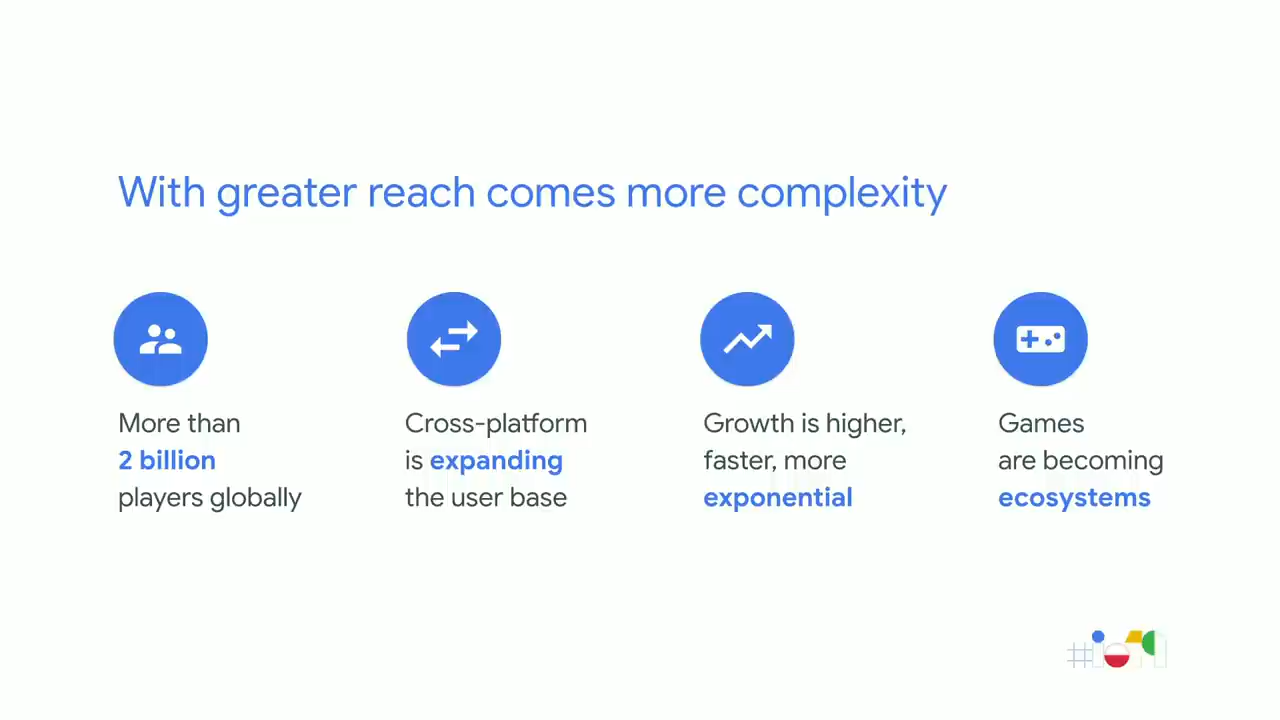 With greater reach comes more complexity
More than
2 billion
players globally
Cross-platform
is expanding
the user base
Growth is higher,
faster, more
exponential
Games
are becoming
ecosystems
#io19